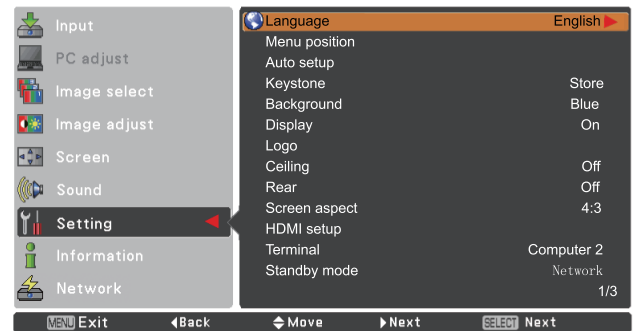 Input
PC adjust
Image select
Image adjust
Screen
Sound
Setting
Information
Network
Language English
Menu position
Auto setup
Keystone Store
Background Blue
Display On
Logo
Ceiling Off
Rear Off
Screen aspect 4:3
HDMI setup
Terminal Computer 2
Standby mode Network
1/3
MENU Exit Back Move Next SELECT Next